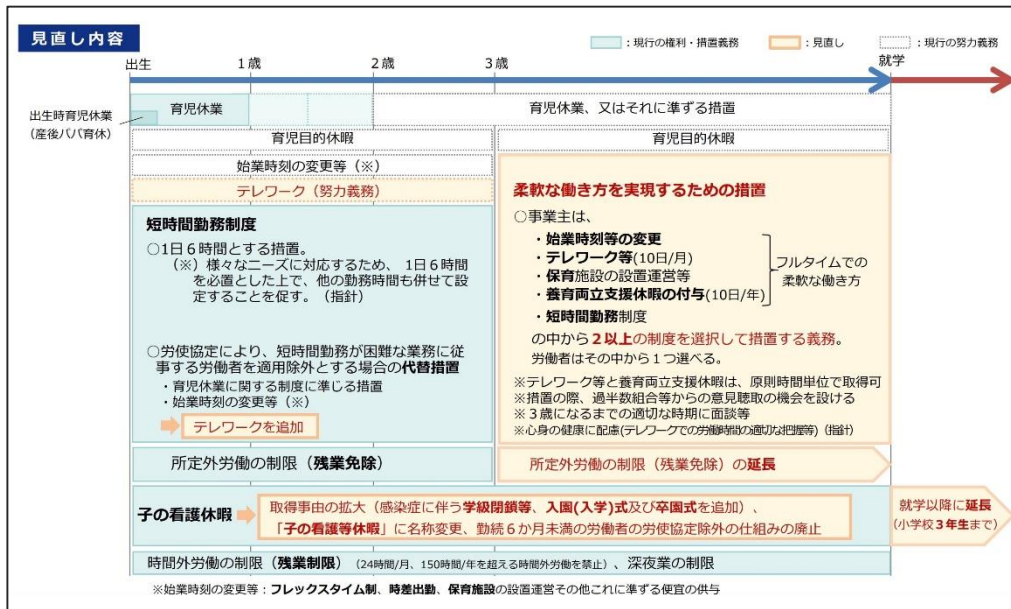 見直し内容
：現行の権利・措置義務 ：見直し ：現行の努力義務
出生 1歳 2歳 3歳 就学
出生時育児休業
(産後パパ育休)
育児休業
育児休業、又はそれに準ずる措置
育児目的休暇
育児目的休暇
始業時刻の変更等（※）
テレワーク（努力義務）
短時間勤務制度
○1日６時間とする措置。
（※）様々なニーズに対応するため、 1日６時間
を必置とした上で、他の勤務時間も併せて設
定することを促す。（指針）
○労使協定により、短時間勤務が困難な業務に従
事する労働者を適用除外とする場合の代替措置
・育児休業に関する制度に準じる措置
・始業時刻の変更等（※）
テレワークを追加
柔軟な働き方を実現するための措置
○事業主は、
・始業時刻等の変更
・テレワーク等(10日/月)
・保育施設の設置運営等
・養育両立支援休暇の付与(10日/年)
・短時間勤務制度
フルタイムでの
柔軟な働き方
の中から２以上の制度を選択して措置する義務。
労働者はその中から１つ選べる。
※テレワーク等と養育両立支援休暇は、原則時間単位で取得可
※措置の際、過半数組合等からの意見聴取の機会を設ける
※３歳になるまでの適切な時期に面談等
※心身の健康に配慮(テレワークでの労働時間の適切な把握等)（指針）
所定外労働の制限（残業免除）
所定外労働の制限（残業免除）の延長
子の看護休暇
取得事由の拡大（感染症に伴う学級閉鎖等、入園(入学)式及び卒園式を追加）、
「子の看護等休暇」に名称変更、勤続６か月未満の労働者の労使協定除外の仕組みの廃止
就学以降に延長
(小学校３年生まで)
時間外労働の制限（残業制限）（24時間/月、150時間/年を超える時間外労働を禁止）、深夜業の制限
※始業時刻の変更等：フレックスタイム制、時差出勤、保育施設の設置運営その他これに準ずる便宜の供与